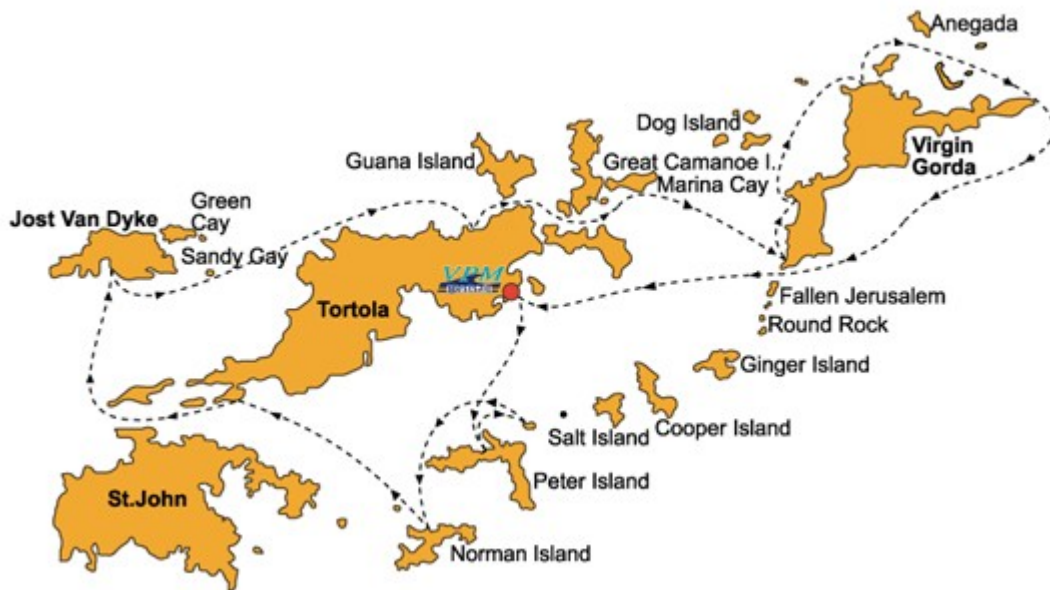 Anegada
Dog Island
Virgin
Gorda
Guana Island
Great Camanoe I.
Marina Cay
Green
Cay
Jost Van Dyke
Sandy Gay
VPM
Tortola
Fallen Jerusalem
Round Rock
Ginger Island
Salt Island
Cooper Island
Peter Island
St.John
Norman Island